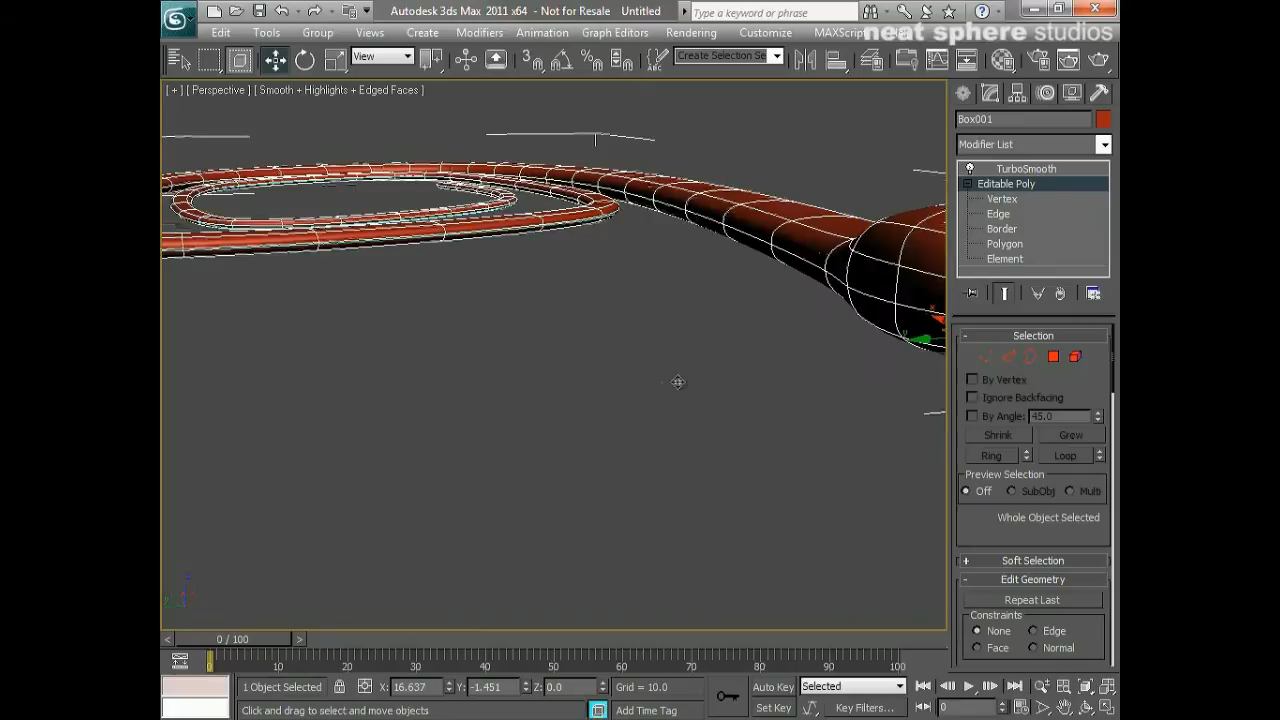 Autodesk 3ds Max 2011 x64 - Not for Resale Untitled
Type a keyword or phrase
Edit Tools Group Views Create Modifiers Animation Graph Editors Rendering Customize MAXScript
neat sphere studios
View
Create Selection Se
[ + ] [ Perspective ] [ Smooth + Highlights + Edged Faces ]
Box001
Modifier List
TurboSmooth
Editable Poly
Vertex
Edge
Border
Polygon
Element
Selection
By Vertex
Ignore Backfacing
By Angle: 45.0
Shrink Grow
Ring Loop
Preview Selection
Off SubObj Multi
Whole Object Selected
Soft Selection
Edit Geometry
Repeat Last
Constraints
None Edge
Face Normal
0 / 100
0 10 20 30 40 50 60 70 80 90 100
1 Object Selected X: 16.637 Y: -1.451 Z: 0.0 Grid = 10.0 Auto Key Selected
Click and drag to select and move objects Add Time Tag Set Key Key Filters... 0